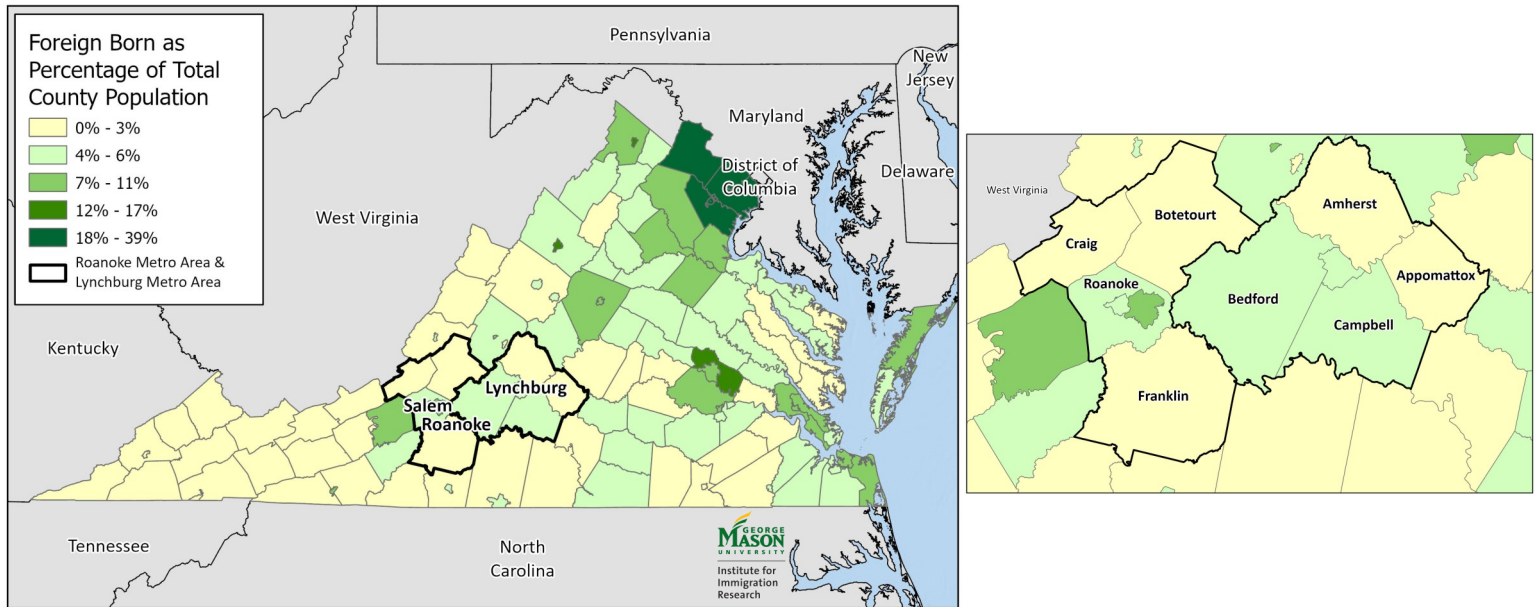 Foreign Born as
Percentage of Total
County Population
0% - 3%
4% - 6%
7% - 11%
12% - 17%
18% - 39%
Roanoke Metro Area &
Lynchburg Metro Area
Pennsylvania
New
Jersey
Maryland
District of
Columbia
Delaware
West Virginia
Kentucky
Lynchburg
Salem
Roanoke
Tennessee
North
Carolina
GEORGE
MASON
UNIVERSITY
Institute for
Immigration
Research
West Virginia
Amherst
Botetourt
Craig
Appomattox
Roanoke
Bedford
Campbell
Franklin